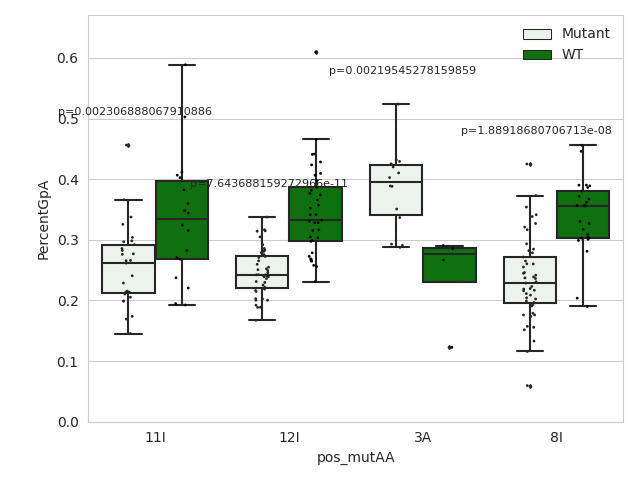 Mutant
WT
p=0.00219545278159859
p=0.002306888067910886
p=1.88918680706713e-08
p=7.643688159272966e-11
PercentGpA
0.6
0.5
0.4
0.3
0.2
0.1
0.0
11I
12I
3A
8I
pos_mutAA